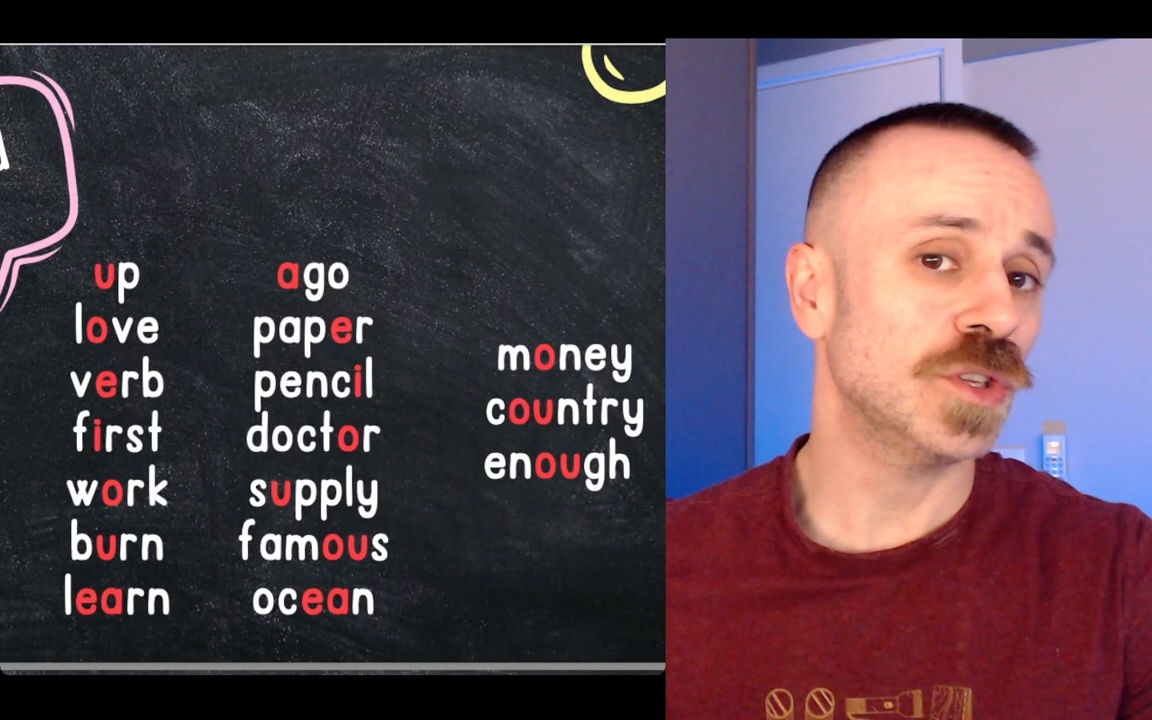 up
love
verb
first
work
burn
learn
ago
paper
pencil
doctor
supply
famous
ocean
money
country
enough